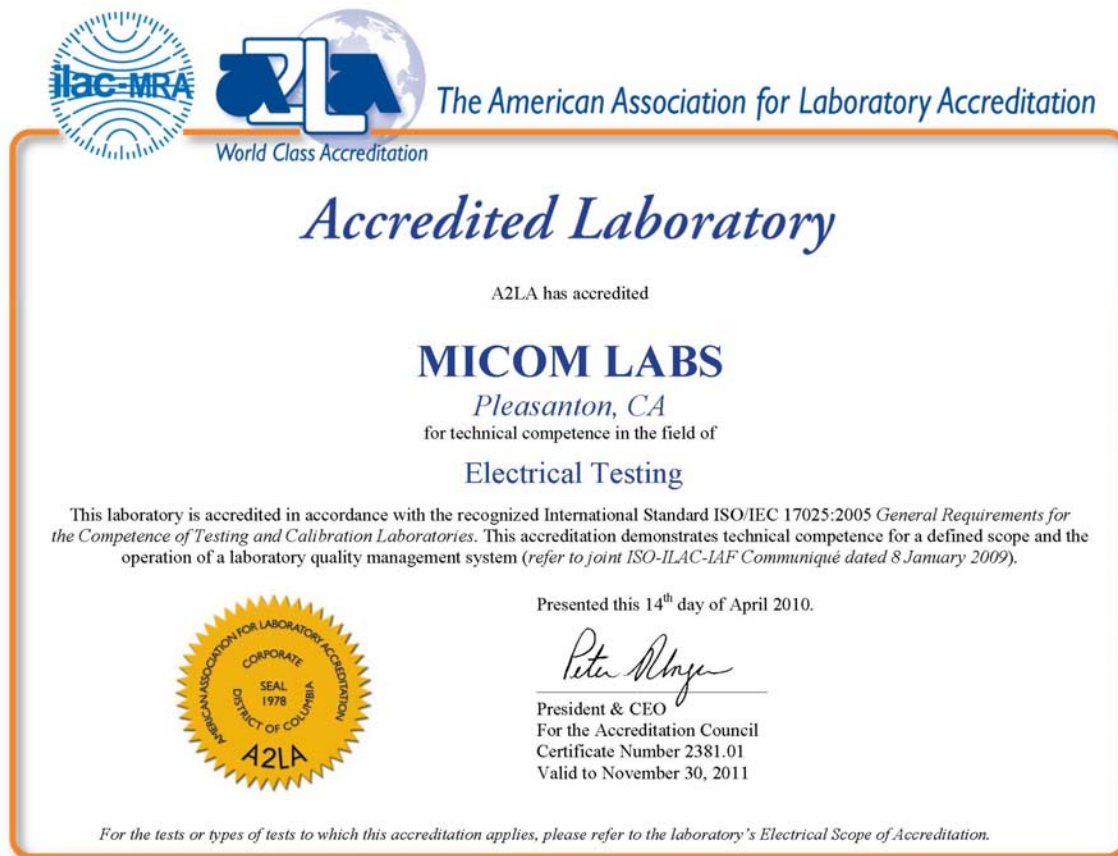 ilac-MRA
a2la
World Class Accreditation
The American Association for Laboratory Accreditation
Accredited Laboratory
A2LA has accredited
MICOM LABS
Pleasanton, CA
for technical competence in the field of
Electrical Testing
This laboratory is accredited in accordance with the recognized International Standard ISO/IEC 17025:2005 General Requirements for
the Competence of Testing and Calibration Laboratories. This accreditation demonstrates technical competence for a defined scope and the
operation of a laboratory quality management system (refer to joint ISO-ILAC-IAF Communiqué dated 8 January 2009).
AMERICAN ASSOCIATION FOR LABORATORY ACCREDITATION
CORPORATE
SEAL
1978
DISTRICT OF COLUMBIA
A2LA
Presented this 14th day of April 2010.
President & CEO
For the Accreditation Council
Certificate Number 2381.01
Valid to November 30, 2011
For the tests or types of tests to which this accreditation applies, please refer to the laboratory's Electrical Scope of Accreditation.